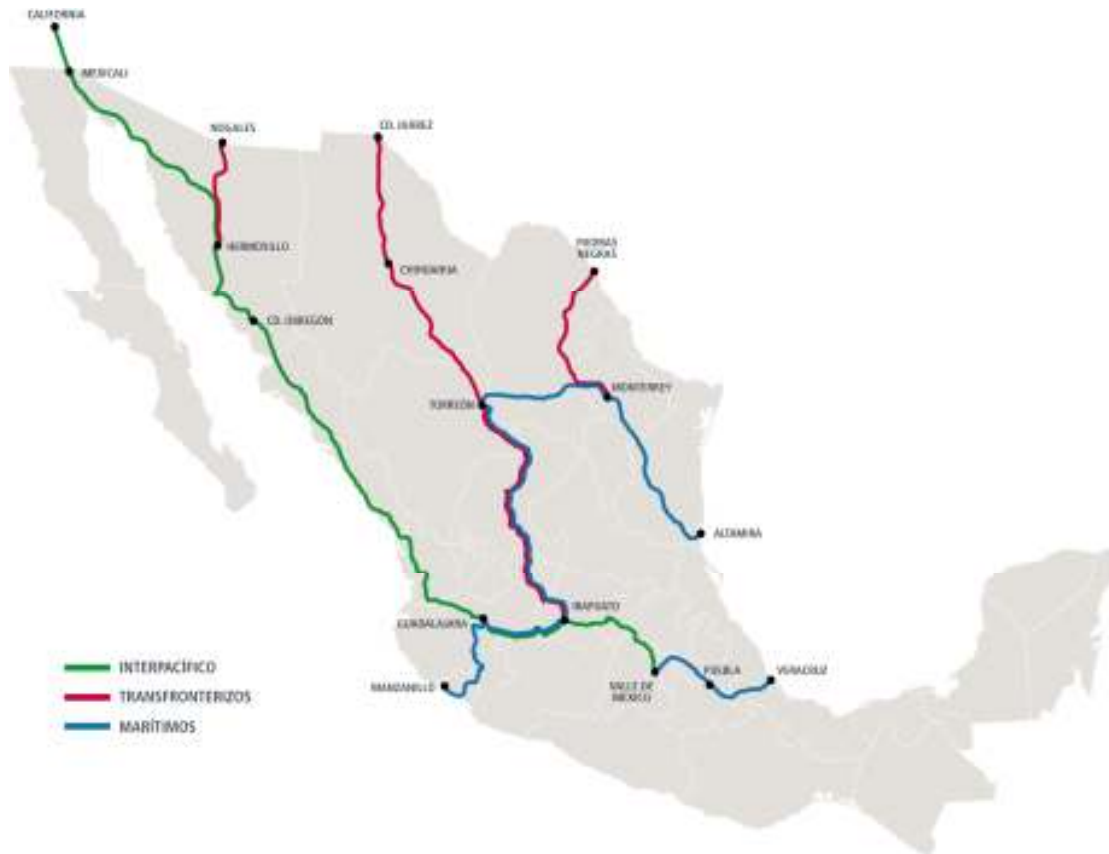 CALIFORNIA
MEXICALI
NOGALES
CD. JUÁREZ
HERMOSILLO
CHIHUAHUA
PIEDRAS
NEGRAS
CD. OBREGÓN
TORREÓN
MONTERREY
ALTAMIRA
GUADALAJARA
IRAPUATO
MANZANILLO
VALLE DE
MÉXICO
PUEBLA
VERACRUZ
INTERPACÍFICO
TRANSFRONTERIZOS
MARÍTIMOS